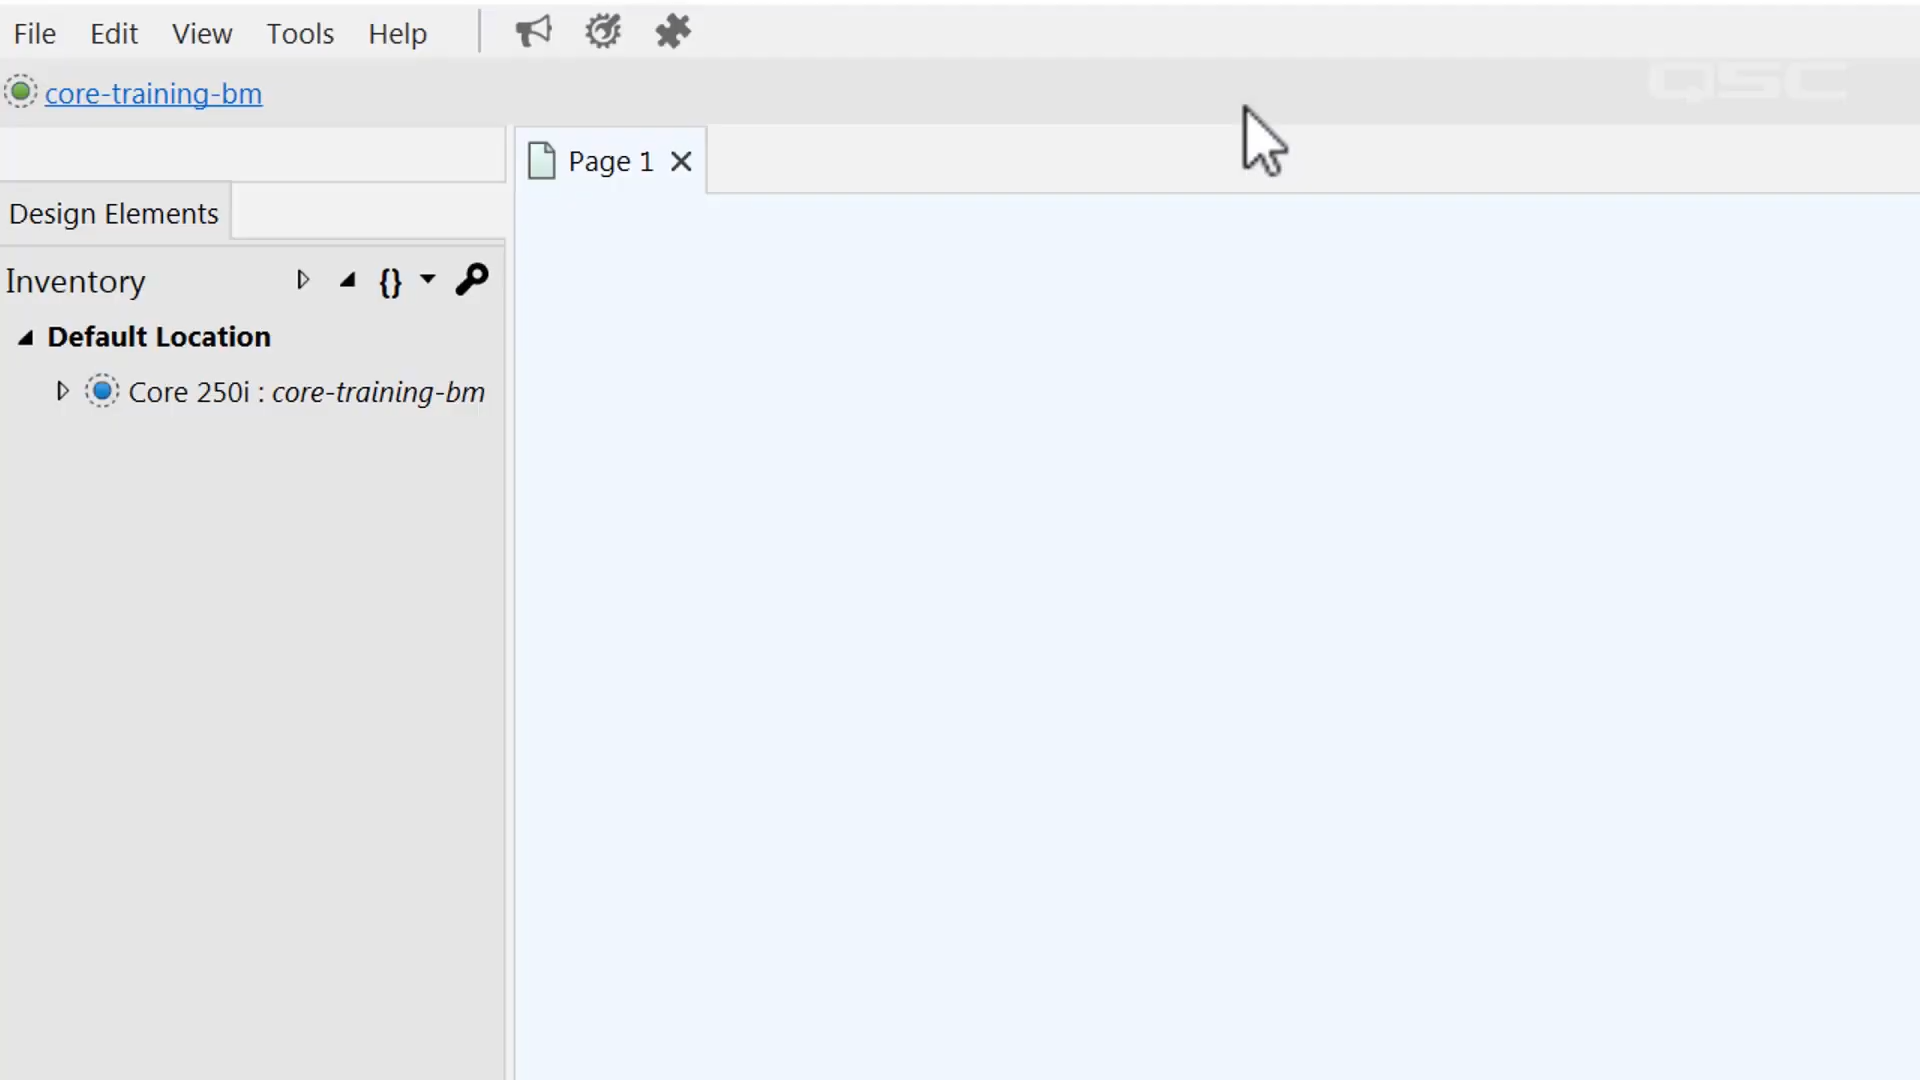 File Edit View Tools Help
core-training-bm
QSC
Page 1
Design Elements
Inventory {}
Default Location
Core 250i : core-training-bm